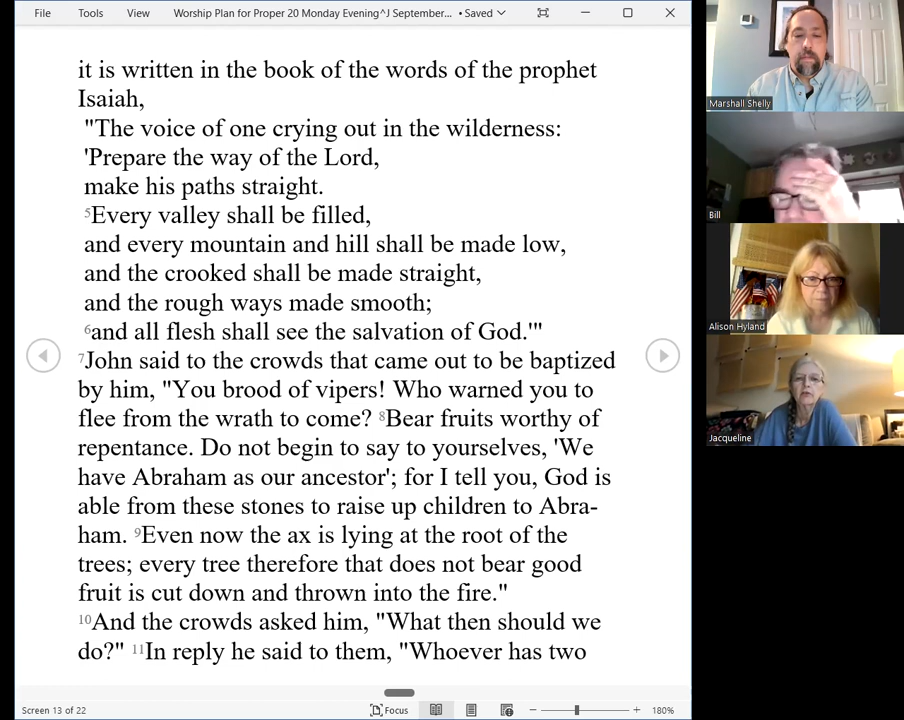 File Tools View Worship Plan for Proper 20 Monday Evening^J September... • Saved
it is written in the book of the words of the prophet
Isaiah,
"The voice of one crying out in the wilderness:
'Prepare the way of the Lord,
make his paths straight.
5Every valley shall be filled,
and every mountain and hill shall be made low,
and the crooked shall be made straight,
and the rough ways made smooth;
6and all flesh shall see the salvation of God.'"
7John said to the crowds that came out to be baptized
by him, "You brood of vipers! Who warned you to
flee from the wrath to come? 8Bear fruits worthy of
repentance. Do not begin to say to yourselves, 'We
have Abraham as our ancestor'; for I tell you, God is
able from these stones to raise up children to Abra-
ham. 9Even now the ax is lying at the root of the
trees; every tree therefore that does not bear good
fruit is cut down and thrown into the fire."
10And the crowds asked him, "What then should we
do?" 11In reply he said to them, "Whoever has two
Screen 13 of 22 Focus 180%
Marshall Shelly
Bill
Alison Hyland
Jacqueline